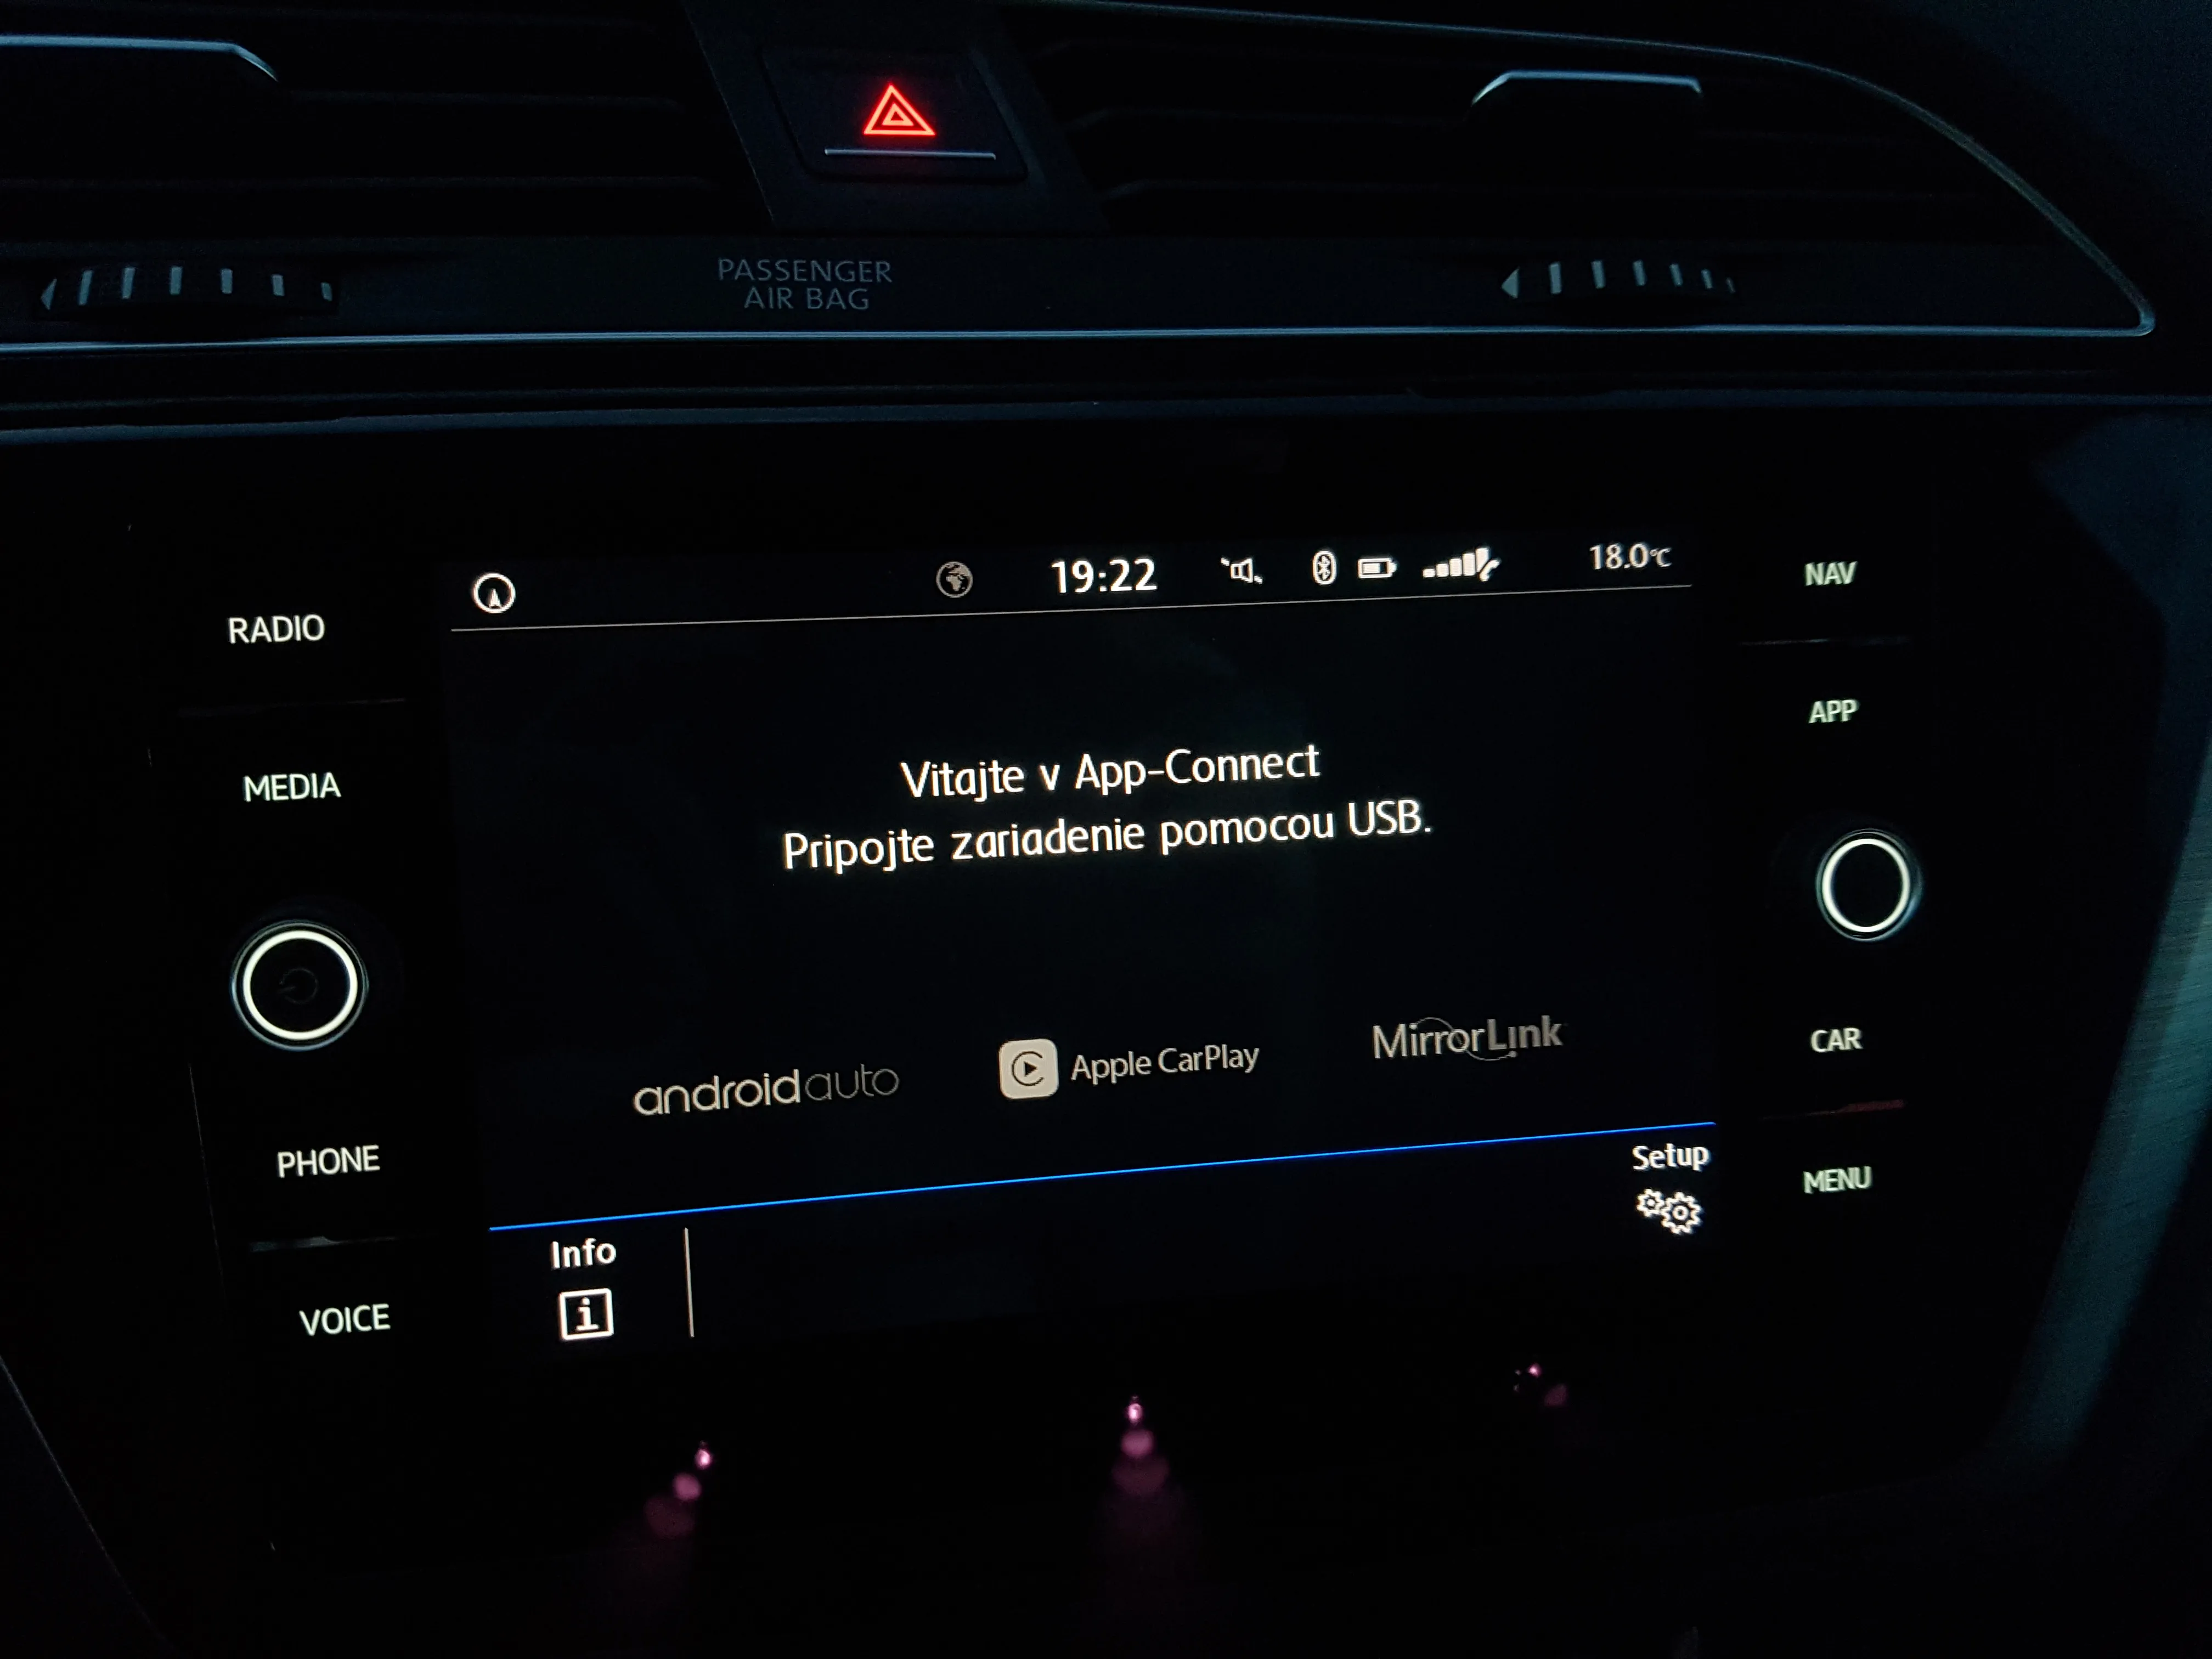 PASSENGER
AIR BAG
19:22
18.0°C
NAV
RADIO
APP
MEDIA
Vitajte v App-Connect
Pripojte zariadenie pomocou USB.
androidauto
Apple CarPlay
MirrorLink
CAR
PHONE
Setup
MENU
Info
i
VOICE